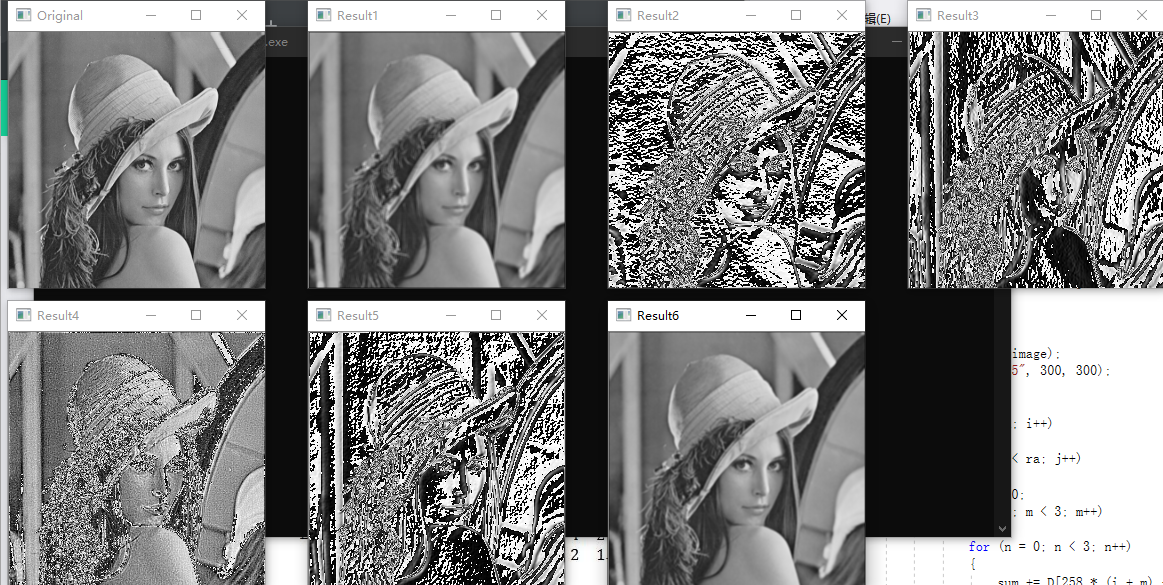 Original
Result1
Result2
辑(E)
Result3
.exe
Result4
Result5
Result6
image);
5", 300, 300);
; i++)
< ra; j++)
0;
; m < 3; m++)
for (n = 0; n < 3; n++)
2 1
{
sum += D[258 * (i + m)